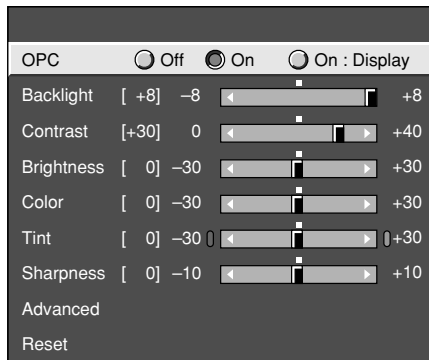 OPC Off On On : Display
Backlight [ +8] –8 +8
Contrast [+30] 0 +40
Brightness [ 0] –30 +30
Color [ 0] –30 +30
Tint [ 0] –30 +30
Sharpness [ 0] –10 +10
Advanced
Reset